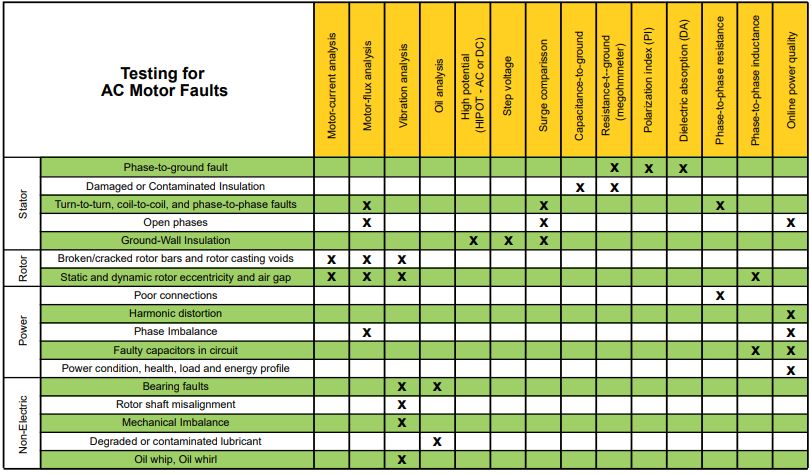 Testing for
AC Motor Faults
Motor-current analysis
Motor-flux analysis
Vibration analysis
Oil analysis
High potential
(HIPOT - AC or DC)
Step voltage
Surge comparisson
Capacitance-to-ground
Resistance-t--ground
(megohmmeter)
Polarization index (PI)
Dielectric absorption (DA)
Phase-to-phase resistance
Phase-to-phase inductance
Online power quality
Stator
Phase-to-ground fault X X X
Damaged or Contaminated Insulation X X
Turn-to-turn, coil-to-coil, and phase-to-phase faults X X X
Open phases X X X
Ground-Wall Insulation X X X
Rotor
Broken/cracked rotor bars and rotor casting voids X X X
Static and dynamic rotor eccentricity and air gap X X X X
Power
Poor connections X
Harmonic distortion X
Phase Imbalance X X
Faulty capacitors in circuit X X
Power condition, health, load and energy profile X
Non-Electric
Bearing faults X X
Rotor shaft misalignment X
Mechanical Imbalance X
Degraded or contaminated lubricant X
Oil whip, Oil whirl X